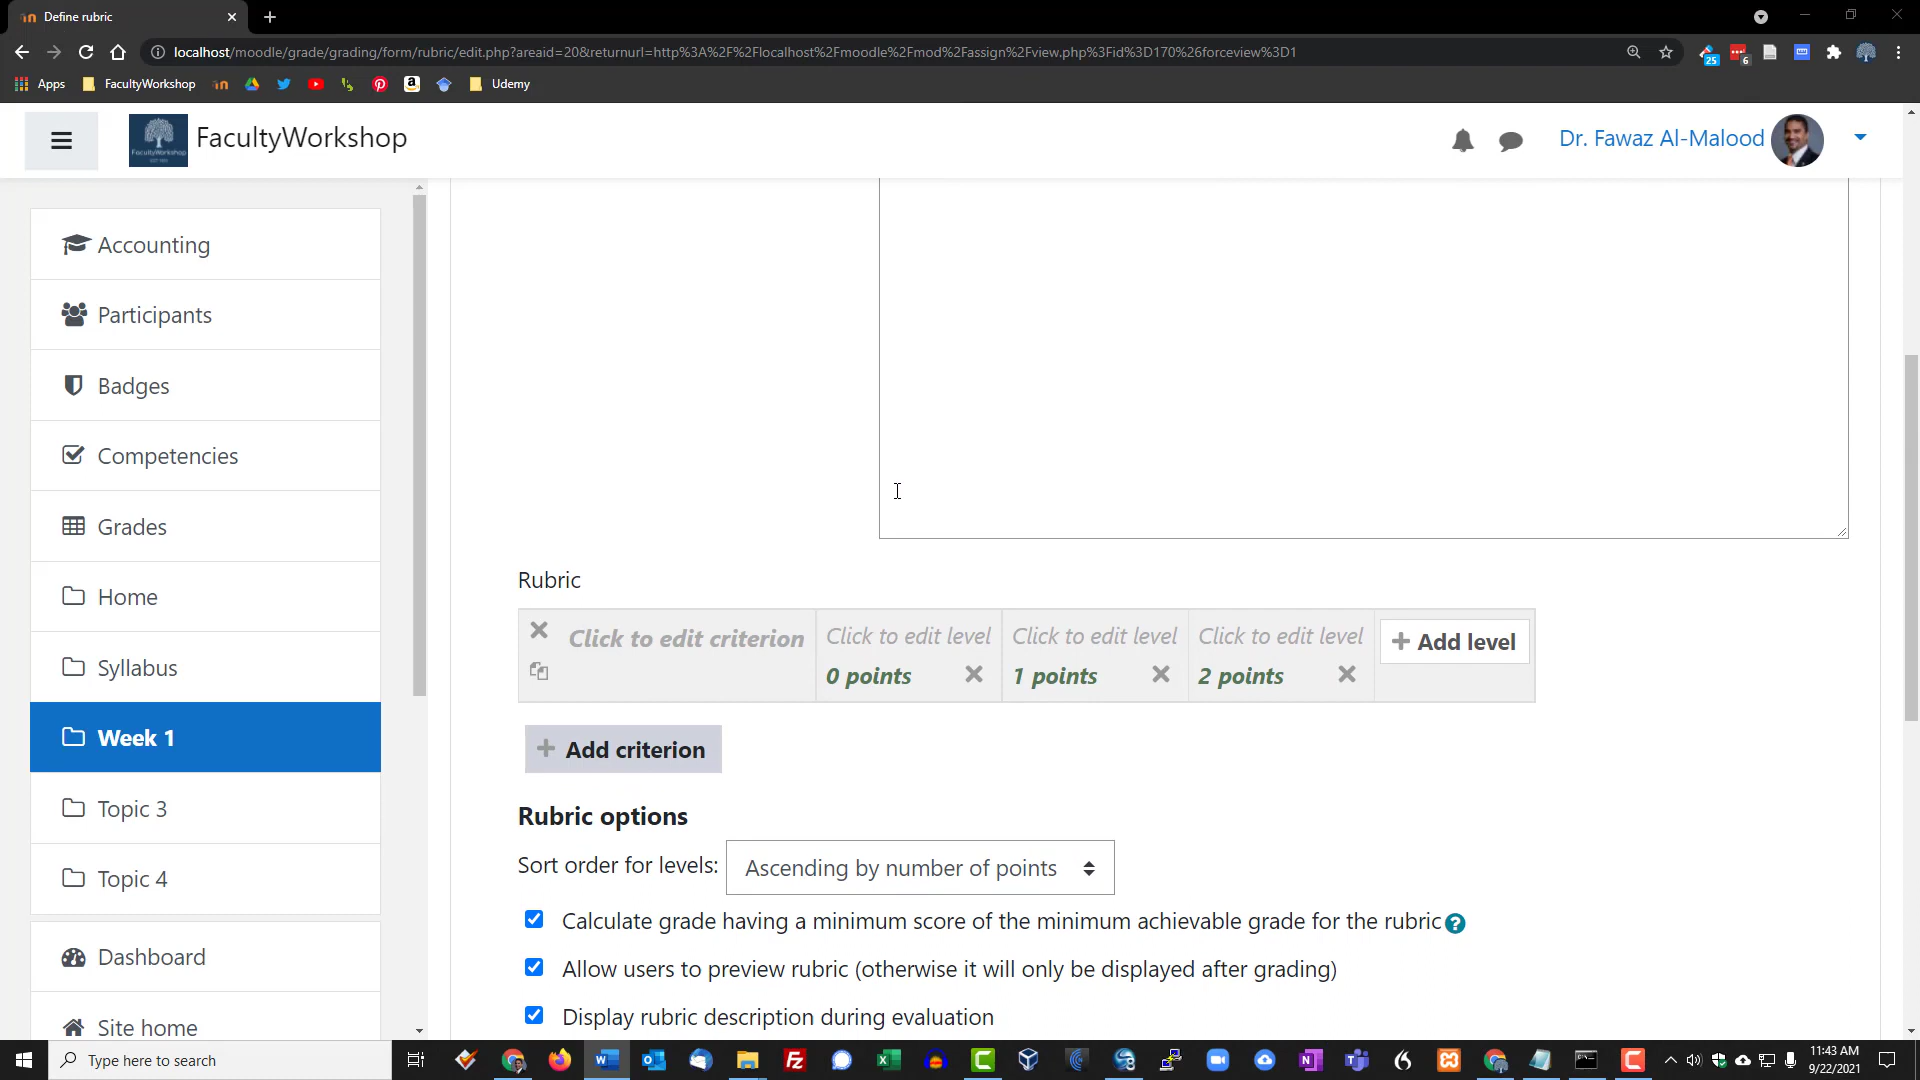 Define rubric
localhost/moodle/grade/grading/form/rubric/edit.php?areaid=20&returnurl=http%3A%2F%2Flocalhost%2Fmoodle%2Fmod%2Fassign%2Fview.php%3Fid%3D170%26forceview%3D1
25
6
Apps
FacultyWorkshop
Udemy
FacultyWorkshop
FacultyWorkshop
Dr. Fawaz Al-Malood
Accounting
Participants
Badges
Competencies
Grades
Home
Syllabus
Week 1
Topic 3
Topic 4
Dashboard
Site home
Rubric
Click to edit criterion
Click to edit level
0 points
Click to edit level
1 points
Click to edit level
2 points
Add level
Add criterion
Rubric options
Sort order for levels: Ascending by number of points
Calculate grade having a minimum score of the minimum achievable grade for the rubric
Allow users to preview rubric (otherwise it will only be displayed after grading)
Display rubric description during evaluation
Type here to search
11:43 AM
9/22/2021